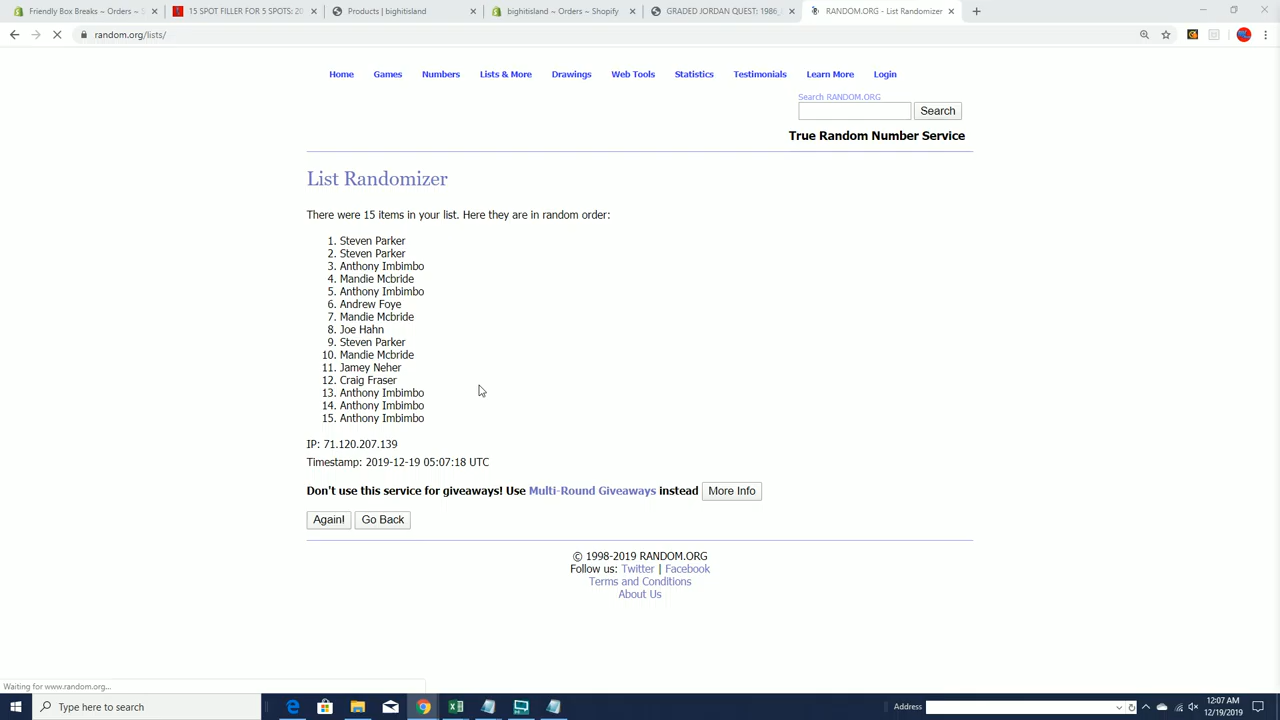 Friendly Box Breaks ~ Orders ~ S
15 SPOT FILLER FOR 5 SPOTS: 20
Products | bighitisland
bighitisland ~ Orders ~ Shopify
GRADED JORDAN QUEST: 1986
RANDOM.ORG - List Randomizer
random.org/lists/
Home Games Numbers Lists & More Drawings Web Tools Statistics Testimonials Learn More Login
Search RANDOM.ORG
Search
True Random Number Service
List Randomizer
There were 15 items in your list. Here they are in random order:
1. Steven Parker
2. Steven Parker
3. Anthony Imbimbo
4. Mandie Mcbride
5. Anthony Imbimbo
6. Andrew Foye
7. Mandie Mcbride
8. Joe Hahn
9. Steven Parker
10. Mandie Mcbride
11. Jamey Neher
12. Craig Fraser
13. Anthony Imbimbo
14. Anthony Imbimbo
15. Anthony Imbimbo
IP: 71.120.207.139
Timestamp: 2019-12-19 05:07:18 UTC
Don't use this service for giveaways! Use Multi-Round Giveaways instead More Info
Again! Go Back
© 1998-2019 RANDOM.ORG
Follow us: Twitter | Facebook
Terms and Conditions
About Us
Waiting for www.random.org...
Type here to search
Address
12:07 AM
12/19/2019